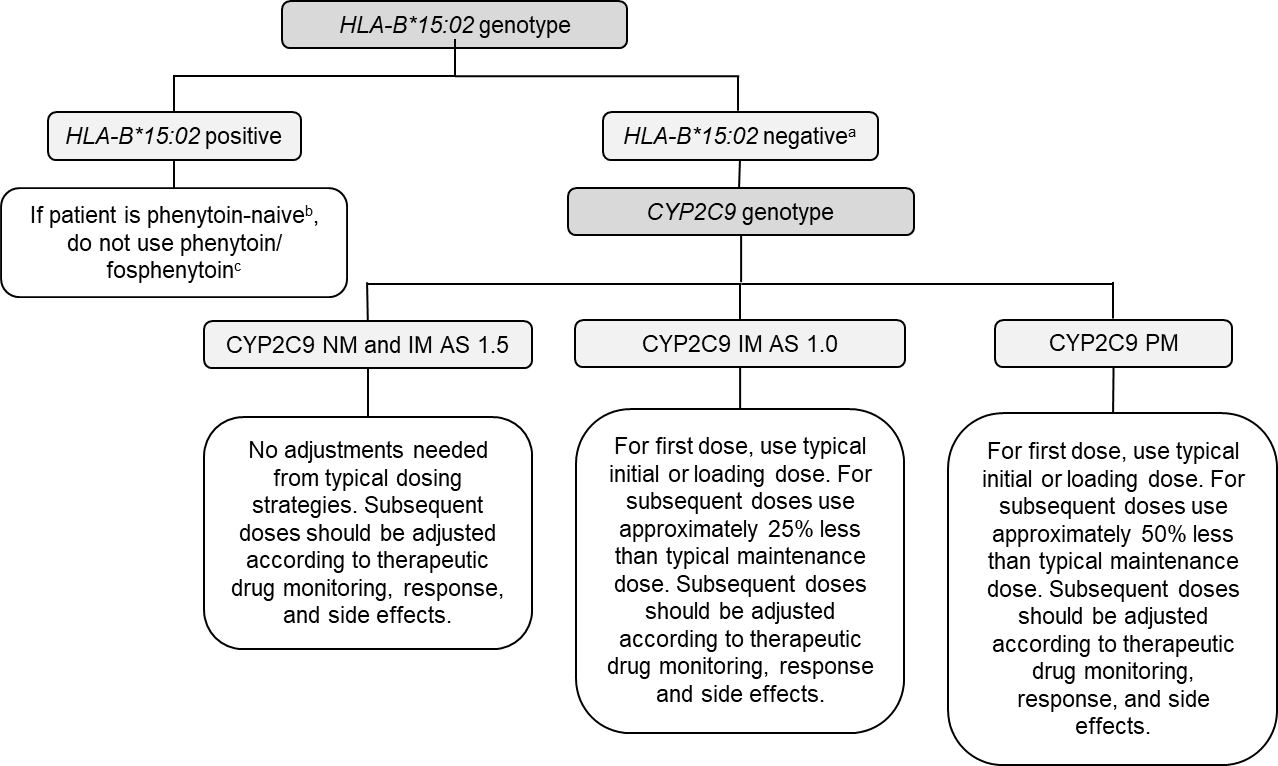 HLA-B*15:02 genotype
HLA-B*15:02 positive
HLA-B*15:02 negativeᵃ
If patient is phenytoin-naiveᵇ,
do not use phenytoin/
fosphenytoinᶜ
CYP2C9 genotype
CYP2C9 NM and IM AS 1.5
CYP2C9 IM AS 1.0
CYP2C9 PM
No adjustments needed
from typical dosing
strategies. Subsequent
doses should be adjusted
according to therapeutic
drug monitoring, response,
and side effects.
For first dose, use typical
initial or loading dose. For
subsequent doses use
approximately 25% less
than typical maintenance
dose. Subsequent doses
should be adjusted
according to therapeutic
drug monitoring, response
and side effects.
For first dose, use typical
initial or loading dose. For
subsequent doses use
approximately 50% less
than typical maintenance
dose. Subsequent doses
should be adjusted
according to therapeutic
drug monitoring,
response, and side
effects.